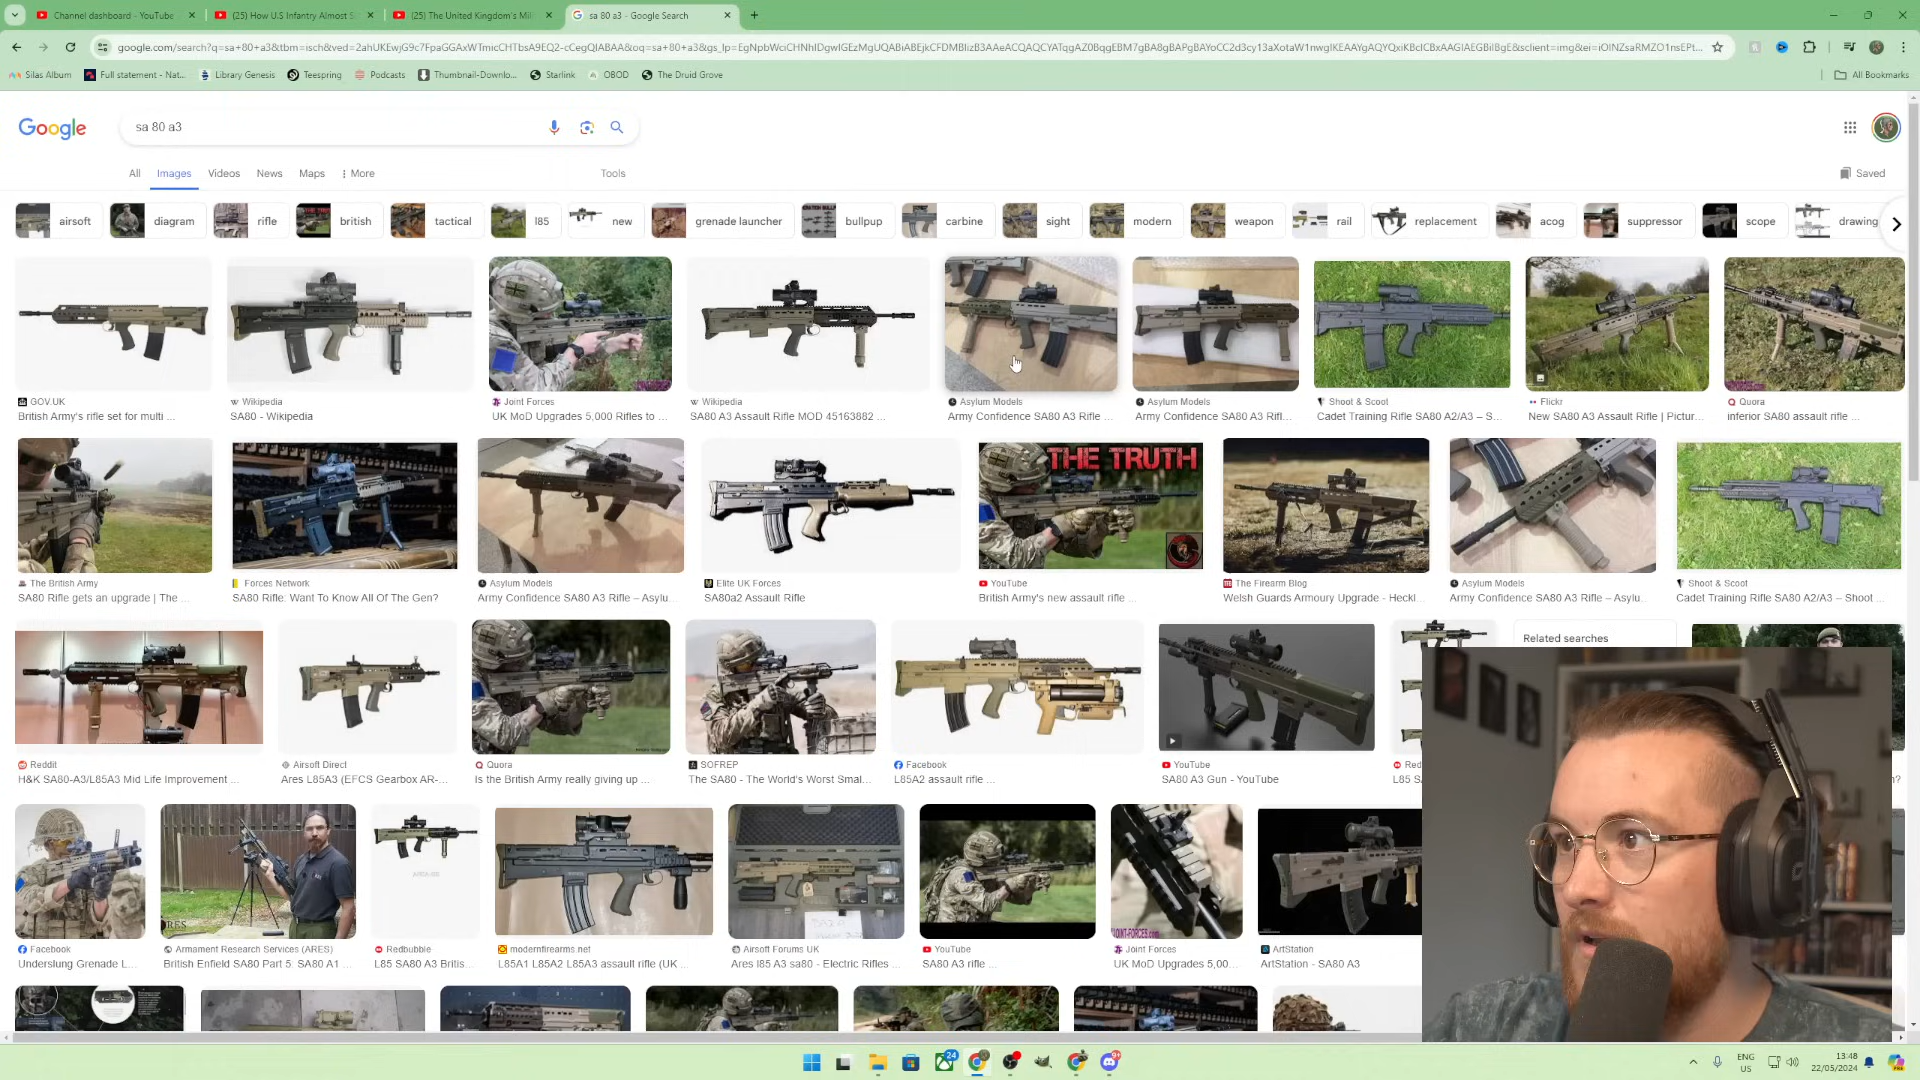 Channel dashboard - YouTube
(25) How U.S Infantry Almost S
(25) The United Kingdom's Mili
sa 80 a3 - Google Search
google.com/search?q=sa+80+a3&tbm=isch&ved=
Silas Album
Full statement - Nat...
Library Genesis
Teespring
Podcasts
Thumbnail-Downlo...
Starlink
OBOD
The Druid Grove
All Bookmarks
Google
sa 80 a3
All
Images
Videos
News
Maps
More
Tools
Saved
airsoft
diagram
rifle
british
tactical
l85
new
grenade launcher
bullpup
carbine
sight
modern
weapon
rail
replacement
acog
suppressor
scope
drawing
GOV.UK
British Army's rifle set for multi ...
Wikipedia
SA80 - Wikipedia
Joint Forces
UK MoD Upgrades 5,000 Rifles to ...
Wikipedia
SA80 A3 Assault Rifle MOD 45163882 ...
Asylum Models
Army Confidence SA80 A3 Rifle ...
Asylum Models
Army Confidence SA80 A3 Rifl...
Shoot & Scoot
Cadet Training Rifle SA80 A2/A3 – S...
Flickr
New SA80 A3 Assault Rifle | Pictur...
Quora
inferior SA80 assault rifle ...
THE TRUTH
The British Army
SA80 Rifle gets an upgrade | The ...
Forces Network
SA80 Rifle: Want To Know All Of The Gen?
Asylum Models
Army Confidence SA80 A3 Rifle – Asylu...
Elite UK Forces
SA80a2 Assault Rifle
YouTube
British Army's new assault rifle ...
The Firearm Blog
Welsh Guards Armoury Upgrade - Heckl...
Asylum Models
Army Confidence SA80 A3 Rifle – Asylu...
Shoot & Scoot
Cadet Training Rifle SA80 A2/A3 – Shoot ...
Related searches
Reddit
H&K SA80-A3/L85A3 Mid Life Improvement ...
Airsoft Direct
Ares L85A3 (EFCS Gearbox AR-...
Quora
Is the British Army really giving up ...
SOFREP
The SA80 - The World's Worst Smal...
Facebook
L85A2 assault rifle ...
YouTube
SA80 A3 Gun - YouTube
Red
L85 S
ARES
Facebook
Underslung Grenade L...
Armament Research Services (ARES)
British Enfield SA80 Part 5: SA80 A1 ...
Redbubble
L85 SA80 A3 Britis...
modernfirearms.net
L85A1 L85A2 L85A3 assault rifle (UK ...
Airsoft Forums UK
Ares l85 A3 sa80 - Electric Rifles ...
YouTube
SA80 A3 rifle ...
Joint Forces
UK MoD Upgrades 5,00...
ArtStation
ArtStation - SA80 A3
24
9+
ENG
US
13:48
22/05/2024